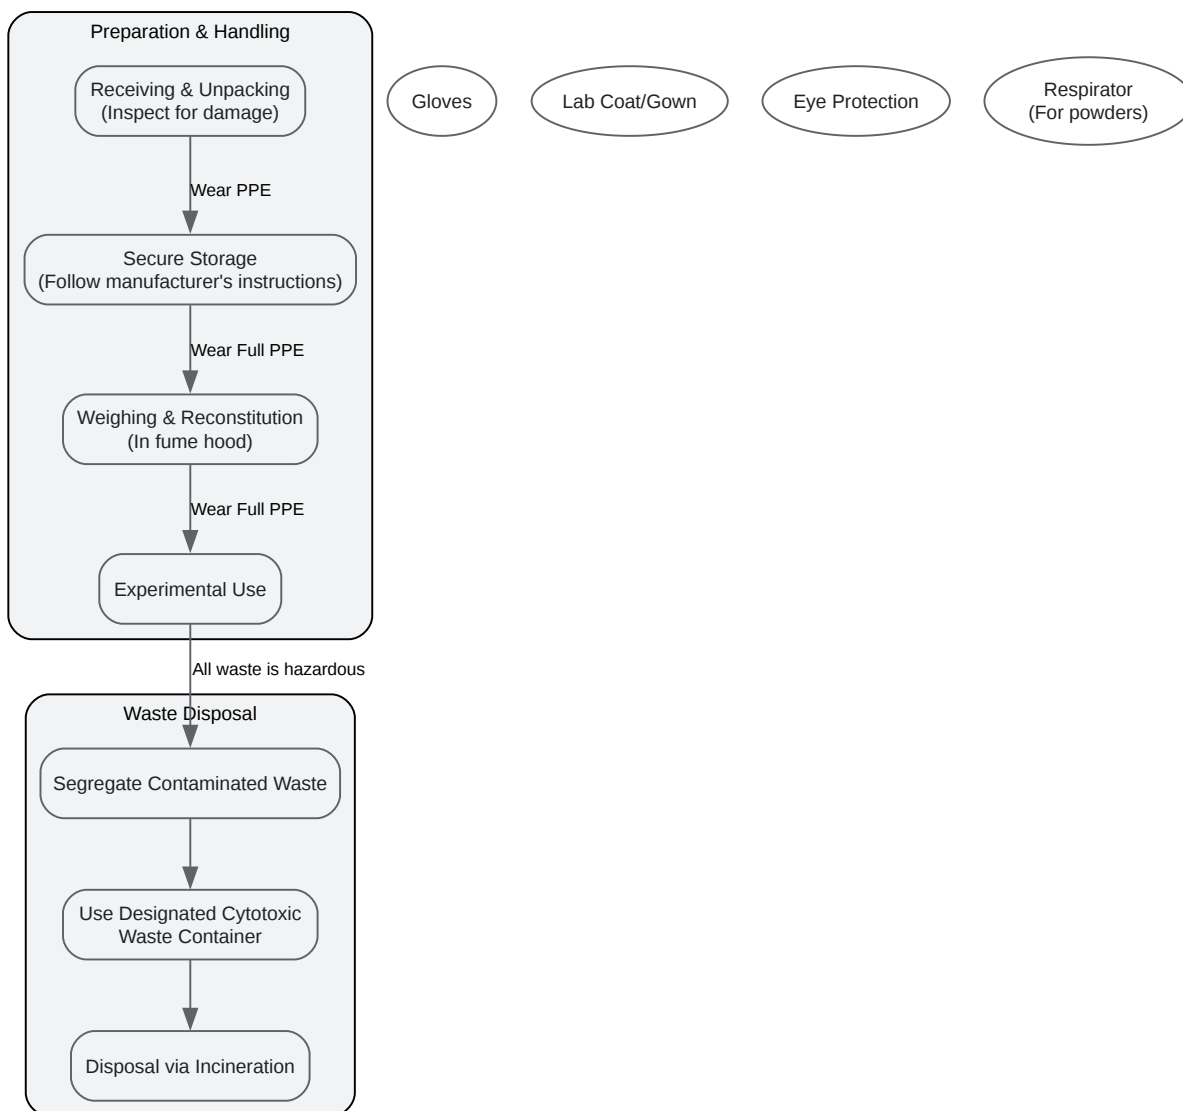 Preparation & Handling
Receiving & Unpacking
(Inspect for damage)
Gloves
Lab Coat/Gown
Eye Protection
Respirator
(For powders)
Wear PPE
Secure Storage
(Follow manufacturer's instructions)
Wear Full PPE
Weighing & Reconstitution
(In fume hood)
Wear Full PPE
Experimental Use
All waste is hazardous
Waste Disposal
Segregate Contaminated Waste
Use Designated Cytotoxic
Waste Container
Disposal via Incineration